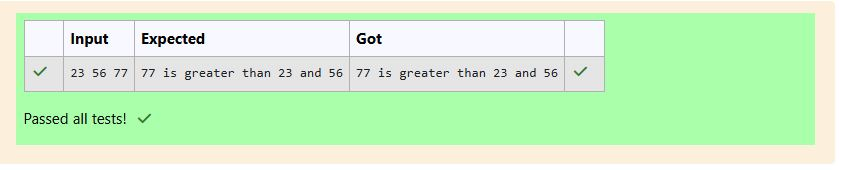 Input Expected Got
23 56 77 77 is greater than 23 and 56 77 is greater than 23 and 56
Passed all tests!